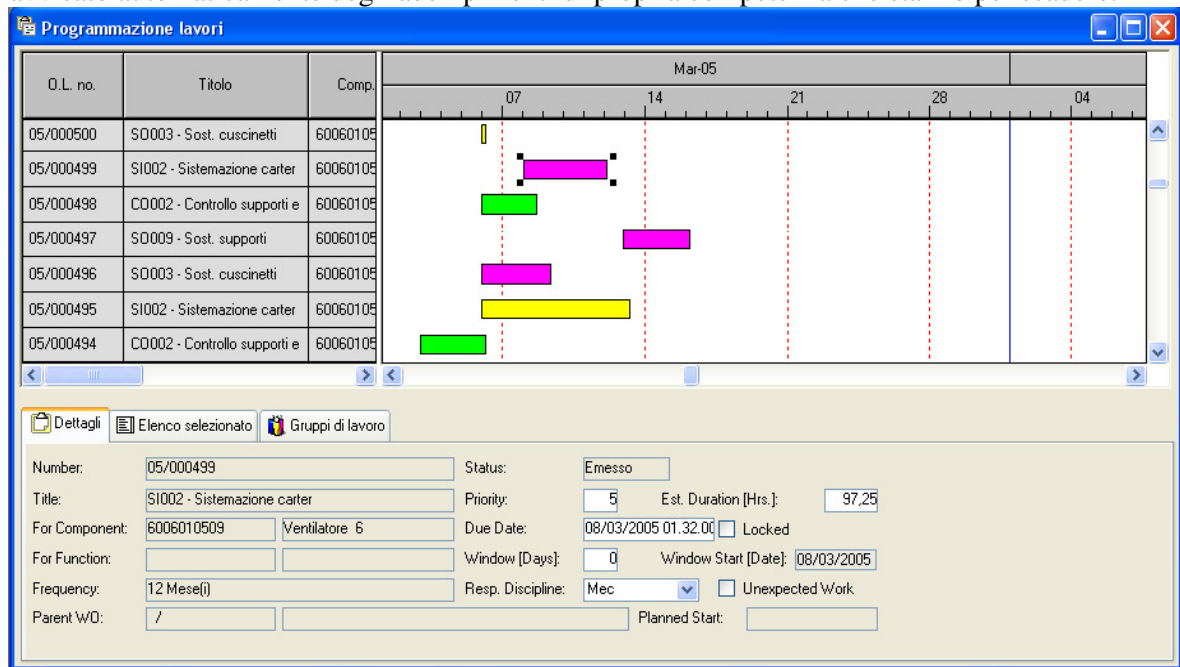 Programmazione lavori
O.L. no. Titolo Comp. Mar-05
07 14 21 28 04
05/000500 SO003 - Sost. cuscinetti 60060105
05/000499 SI002 - Sistemazione carter 60060105
05/000498 CO002 - Controllo supporti e 60060105
05/000497 SO009 - Sost. supporti 60060105
05/000496 SO003 - Sost. cuscinetti 60060105
05/000495 SI002 - Sistemazione carter 60060105
05/000494 CO002 - Controllo supporti e 60060105
Dettagli Elenco selezionato Gruppi di lavoro
Number: 05/000499 Status: Emesso
Title: SI002 - Sistemazione carter Priority: 5 Est. Duration [Hrs.]: 97,25
For Component: 6006010509 Ventilatore 6 Due Date: 08/03/2005 01.32.00 Locked
For Function: Window [Days]: 0 Window Start [Date]: 08/03/2005
Frequency: 12 Mese(i) Resp. Discipline: Mec Unexpected Work
Parent WO: / Planned Start: